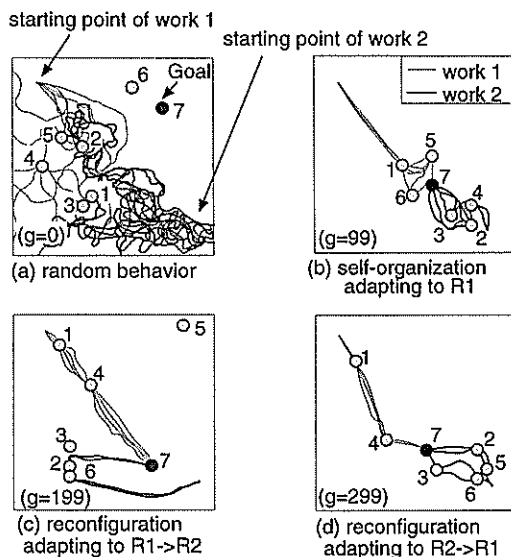 starting point of work 1
starting point of work 2
Goal
6
7
5
2
4
1
3
(g=0)
(a) random behavior
work 1
work 2
5
1
7
6
4
3
2
(g=99)
(b) self-organization
adapting to R1
1
5
4
3
2
6
7
(g=199)
(c) reconfiguration
adapting to R1->R2
1
7
2
4
3
5
6
(g=299)
(d) reconfiguration
adapting to R2->R1